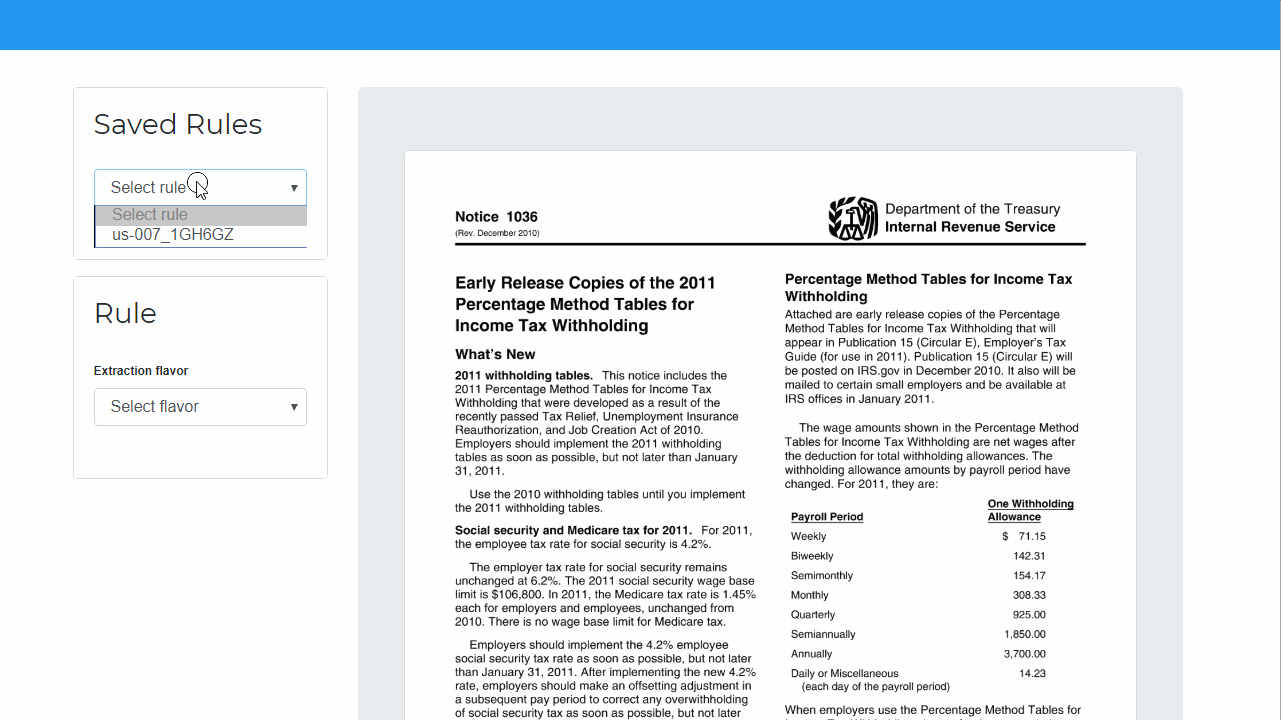 Saved Rules
Select rule
Select rule
us-007_1GH6GZ
Rule
Extraction flavor
Select flavor
Notice 1036
(Rev. December 2010)
Department of the Treasury
Internal Revenue Service
Early Release Copies of the 2011
Percentage Method Tables for
Income Tax Withholding
What's New
2011 withholding tables. This notice includes the
2011 Percentage Method Tables for Income Tax
Withholding that were developed as a result of the
recently passed Tax Relief, Unemployment Insurance
Reauthorization, and Job Creation Act of 2010.
Employers should implement the 2011 withholding
tables as soon as possible, but not later than January
31, 2011.
Use the 2010 withholding tables until you implement
the 2011 withholding tables.
Social security and Medicare tax for 2011. For 2011,
the employee tax rate for social security is 4.2%.
The employer tax rate for social security remains
unchanged at 6.2%. The 2011 social security wage base
limit is $106,800. In 2011, the Medicare tax rate is 1.45%
each for employers and employees, unchanged from
2010. There is no wage base limit for Medicare tax.
Employers should implement the 4.2% employee
social security tax rate as soon as possible, but not later
than January 31, 2011. After implementing the new 4.2%
rate, employers should make an offsetting adjustment in
a subsequent pay period to correct any overwithholding
of social security tax as soon as possible, but not later
Percentage Method Tables for Income Tax
Withholding
Attached are early release copies of the Percentage
Method Tables for Income Tax Withholding that will
appear in Publication 15 (Circular E), Employer's Tax
Guide (for use in 2011). Publication 15 (Circular E) will
be posted on IRS.gov in December 2010. It also will be
mailed to certain small employers and be available at
IRS offices in January 2011.
The wage amounts shown in the Percentage Method
Tables for Income Tax Withholding are net wages after
the deduction for total withholding allowances. The
withholding allowance amounts by payroll period have
changed. For 2011, they are:
One Withholding
Payroll Period Allowance
Weekly $ 71.15
Biweekly 142.31
Semimonthly 154.17
Monthly 308.33
Quarterly 925.00
Semiannually 1,850.00
Annually 3,700.00
Daily or Miscellaneous 14.23
(each day of the payroll period)
When employers use the Percentage Method Tables for